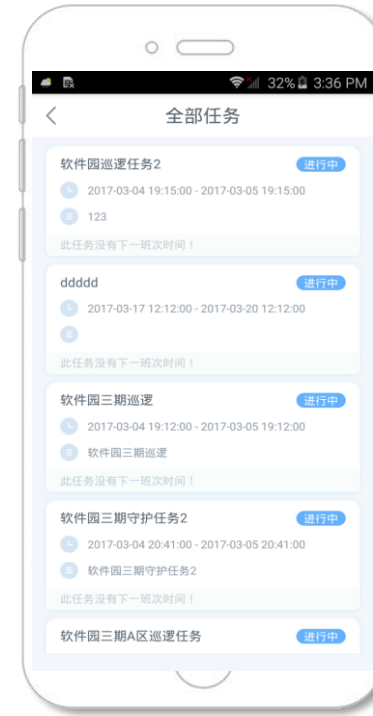 32% 3:36 PM
全部任务
软件园巡逻任务2 进行中
2017-03-04 19:15:00 - 2017-03-05 19:15:00
123
此任务没有下一班次时间！
ddddd 进行中
2017-03-17 12:12:00 - 2017-03-20 12:12:00
此任务没有下一班次时间！
软件园三期巡逻 进行中
2017-03-04 19:12:00 - 2017-03-05 19:12:00
软件园三期巡逻
此任务没有下一班次时间！
软件园三期守护任务2 进行中
2017-03-04 20:41:00 - 2017-03-05 20:41:00
软件园三期守护任务2
此任务没有下一班次时间！
软件园三期A区巡逻任务 进行中